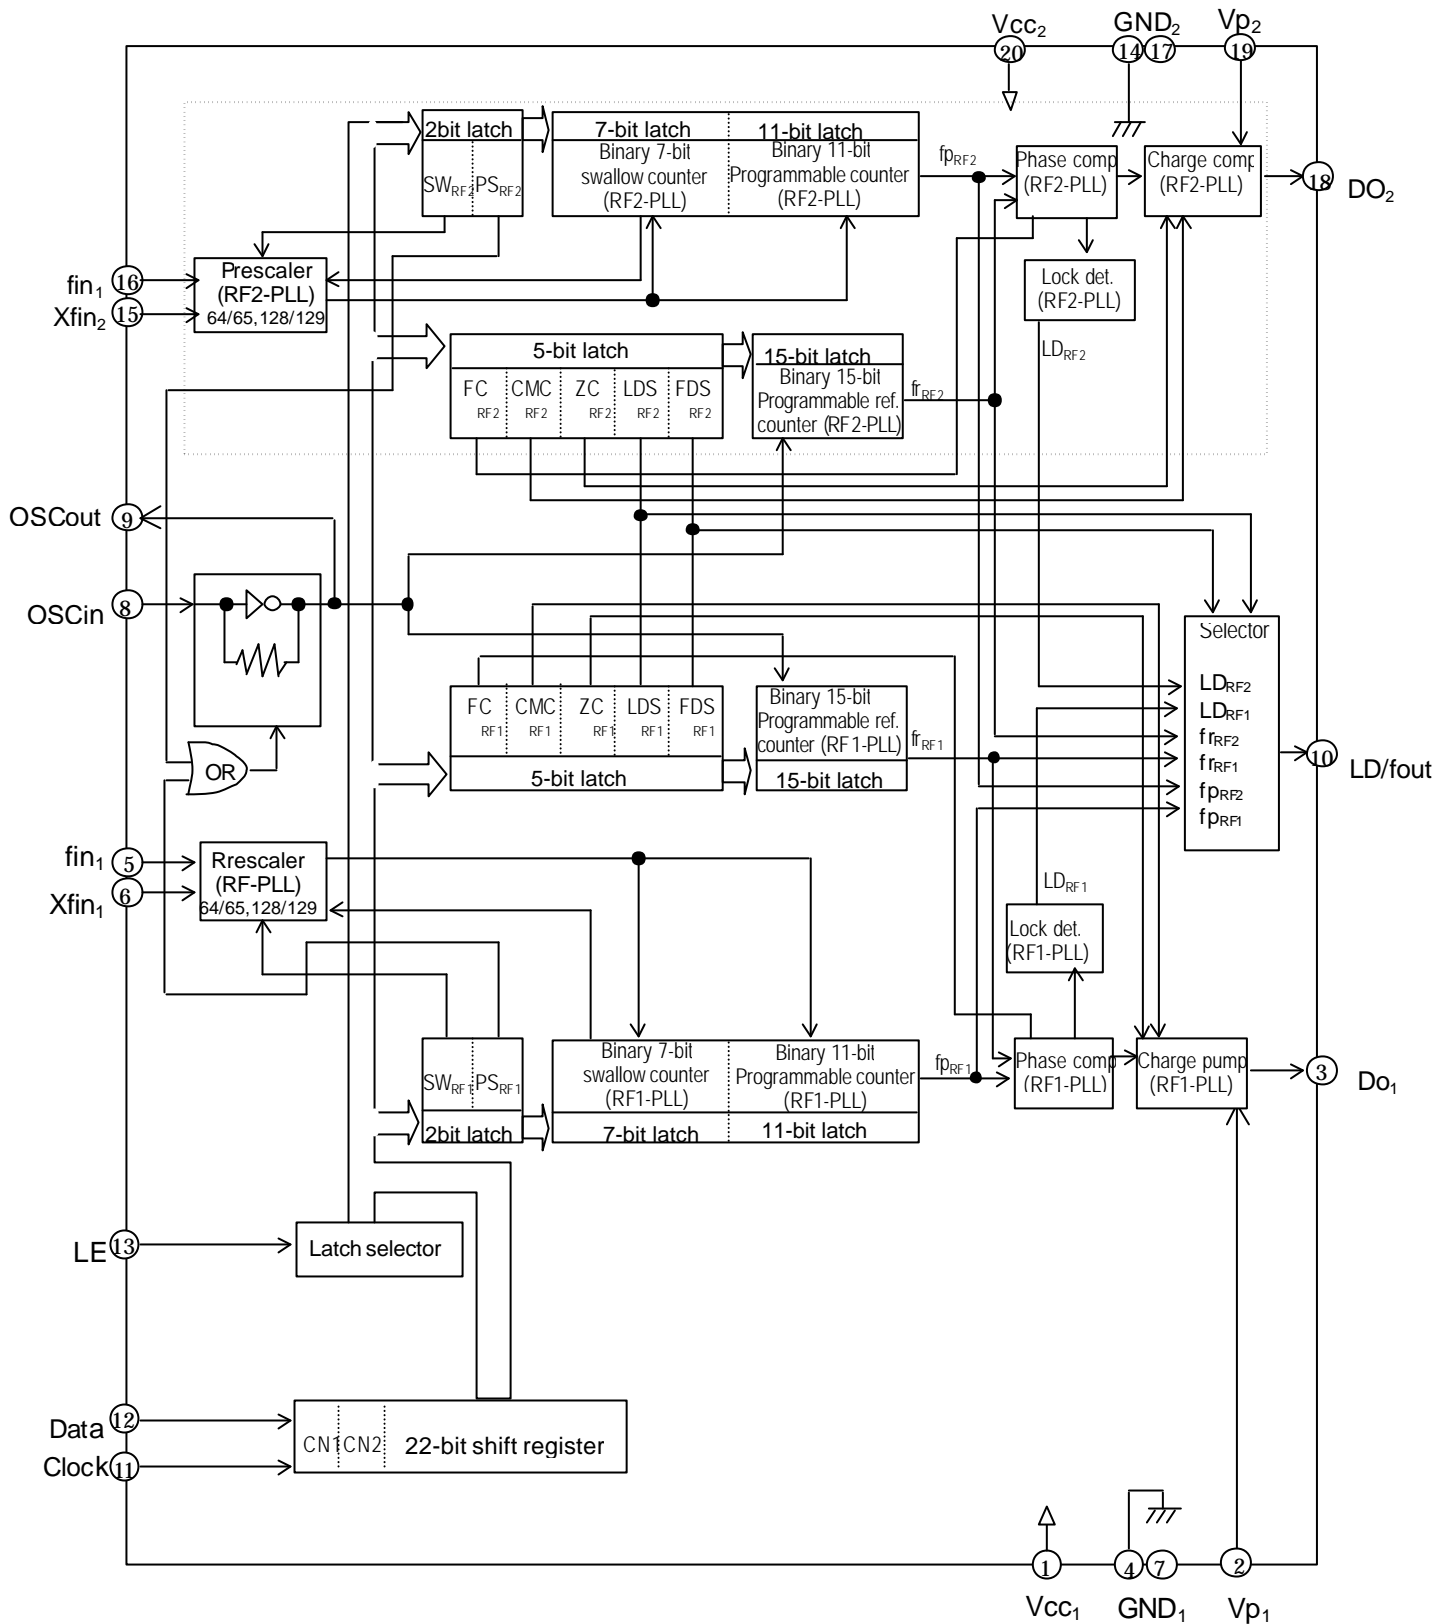 Vcc2 GND2 Vp2
20 14 17 19
2bit latch 7-bit latch 11-bit latch
SWRF2 PSRF2
Binary 7-bit
swallow counter
(RF2-PLL)
Binary 11-bit
Programmable counter
(RF2-PLL)
fpRF2
Phase comp
(RF2-PLL)
Charge comp
(RF2-PLL)
18 DO2
fin1 16
Xfin2 15
Prescaler
(RF2-PLL)
64/65,128/129
Lock det.
(RF2-PLL)
LDRF2
5-bit latch
FC CMC ZC LDS FDS
RF2 RF2 RF2 RF2 RF2
15-bit latch
Binary 15-bit
Programmable ref.
counter (RF2-PLL)
frRF2
OSCout 9
OSCin 8
OR
FC CMC ZC LDS FDS
RF1 RF1 RF1 RF1 RF1
5-bit latch
Binary 15-bit
Programmable ref.
counter (RF1-PLL)
15-bit latch
frRF1
Selector
LDRF2
LDRF1
frRF2
frRF1
fpRF2
fpRF1
10 LD/fout
fin1 5
Xfin1 6
Rrescaler
(RF-PLL)
64/65,128/129
LDRF1
Lock det.
(RF1-PLL)
SWRF1 PSRF1
2bit latch
Binary 7-bit
swallow counter
(RF1-PLL)
7-bit latch
Binary 11-bit
Programmable counter
(RF1-PLL)
11-bit latch
fpRF1
Phase comp
(RF1-PLL)
Charge pump
(RF1-PLL)
3 Do1
LE 13
Latch selector
Data 12
Clock 11
CN1 CN2 22-bit shift register
1 4 7 2
Vcc1 GND1 Vp1